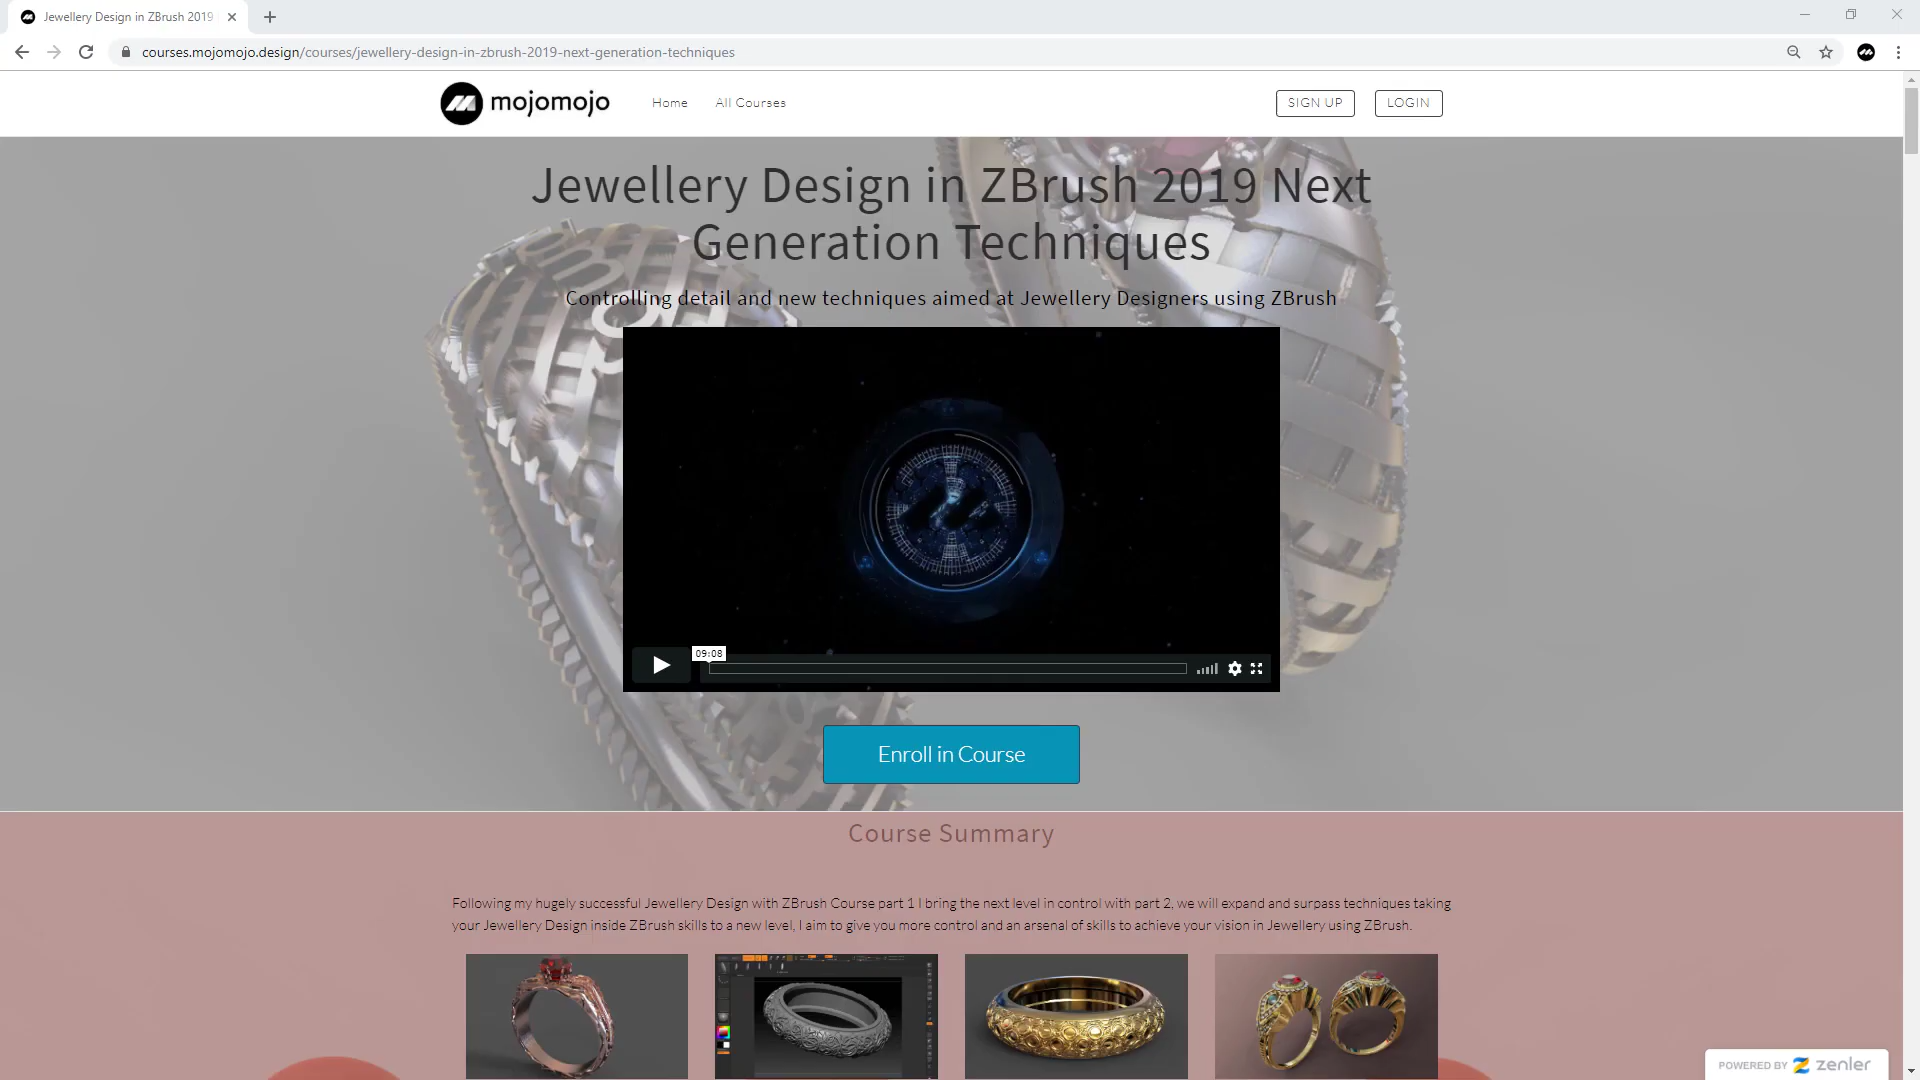 Jewellery Design in ZBrush 2019
courses.mojomojo.design/courses/jewellery-design-in-zbrush-2019-next-generation-techniques
mojomojo
Home
All Courses
SIGN UP
LOGIN
Jewellery Design in ZBrush 2019 Next
Generation Techniques
Controlling detail and new techniques aimed at Jewellery Designers using ZBrush
09:08
Enroll in Course
Course Summary
Following my hugely successful Jewellery Design with ZBrush Course part 1 I bring the next level in control with part 2, we will expand and surpass techniques taking
your Jewellery Design inside ZBrush skills to a new level, I aim to give you more control and an arsenal of skills to achieve your vision in Jewellery using ZBrush.
POWERED BY zenler